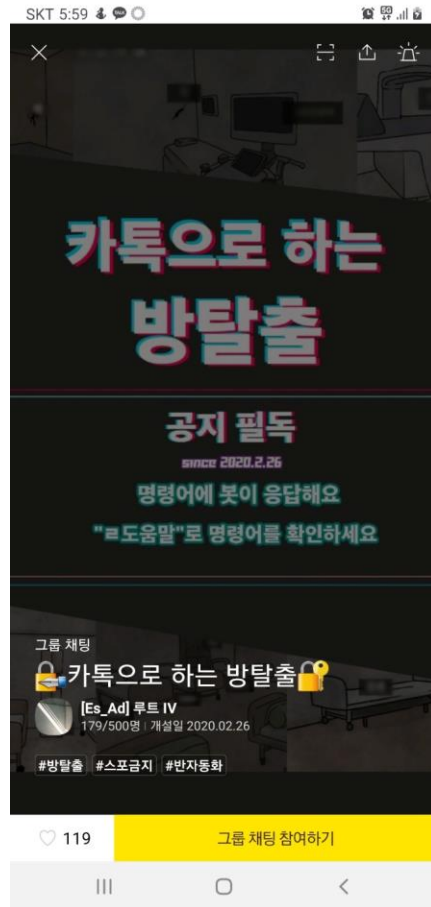 SKT 5:59
카톡으로 하는
방탈출
공지 필독
since 2020.2.26
명령어에 봇이 응답해요
"ㄹ도움말"로 명령어를 확인하세요
그룹 채팅
카톡으로 하는 방탈출
[Es_Ad] 루트 IV
179/500명 | 개설일 2020.02.26
#방탈출 #스포금지 #반자동화
119 그룹 채팅 참여하기